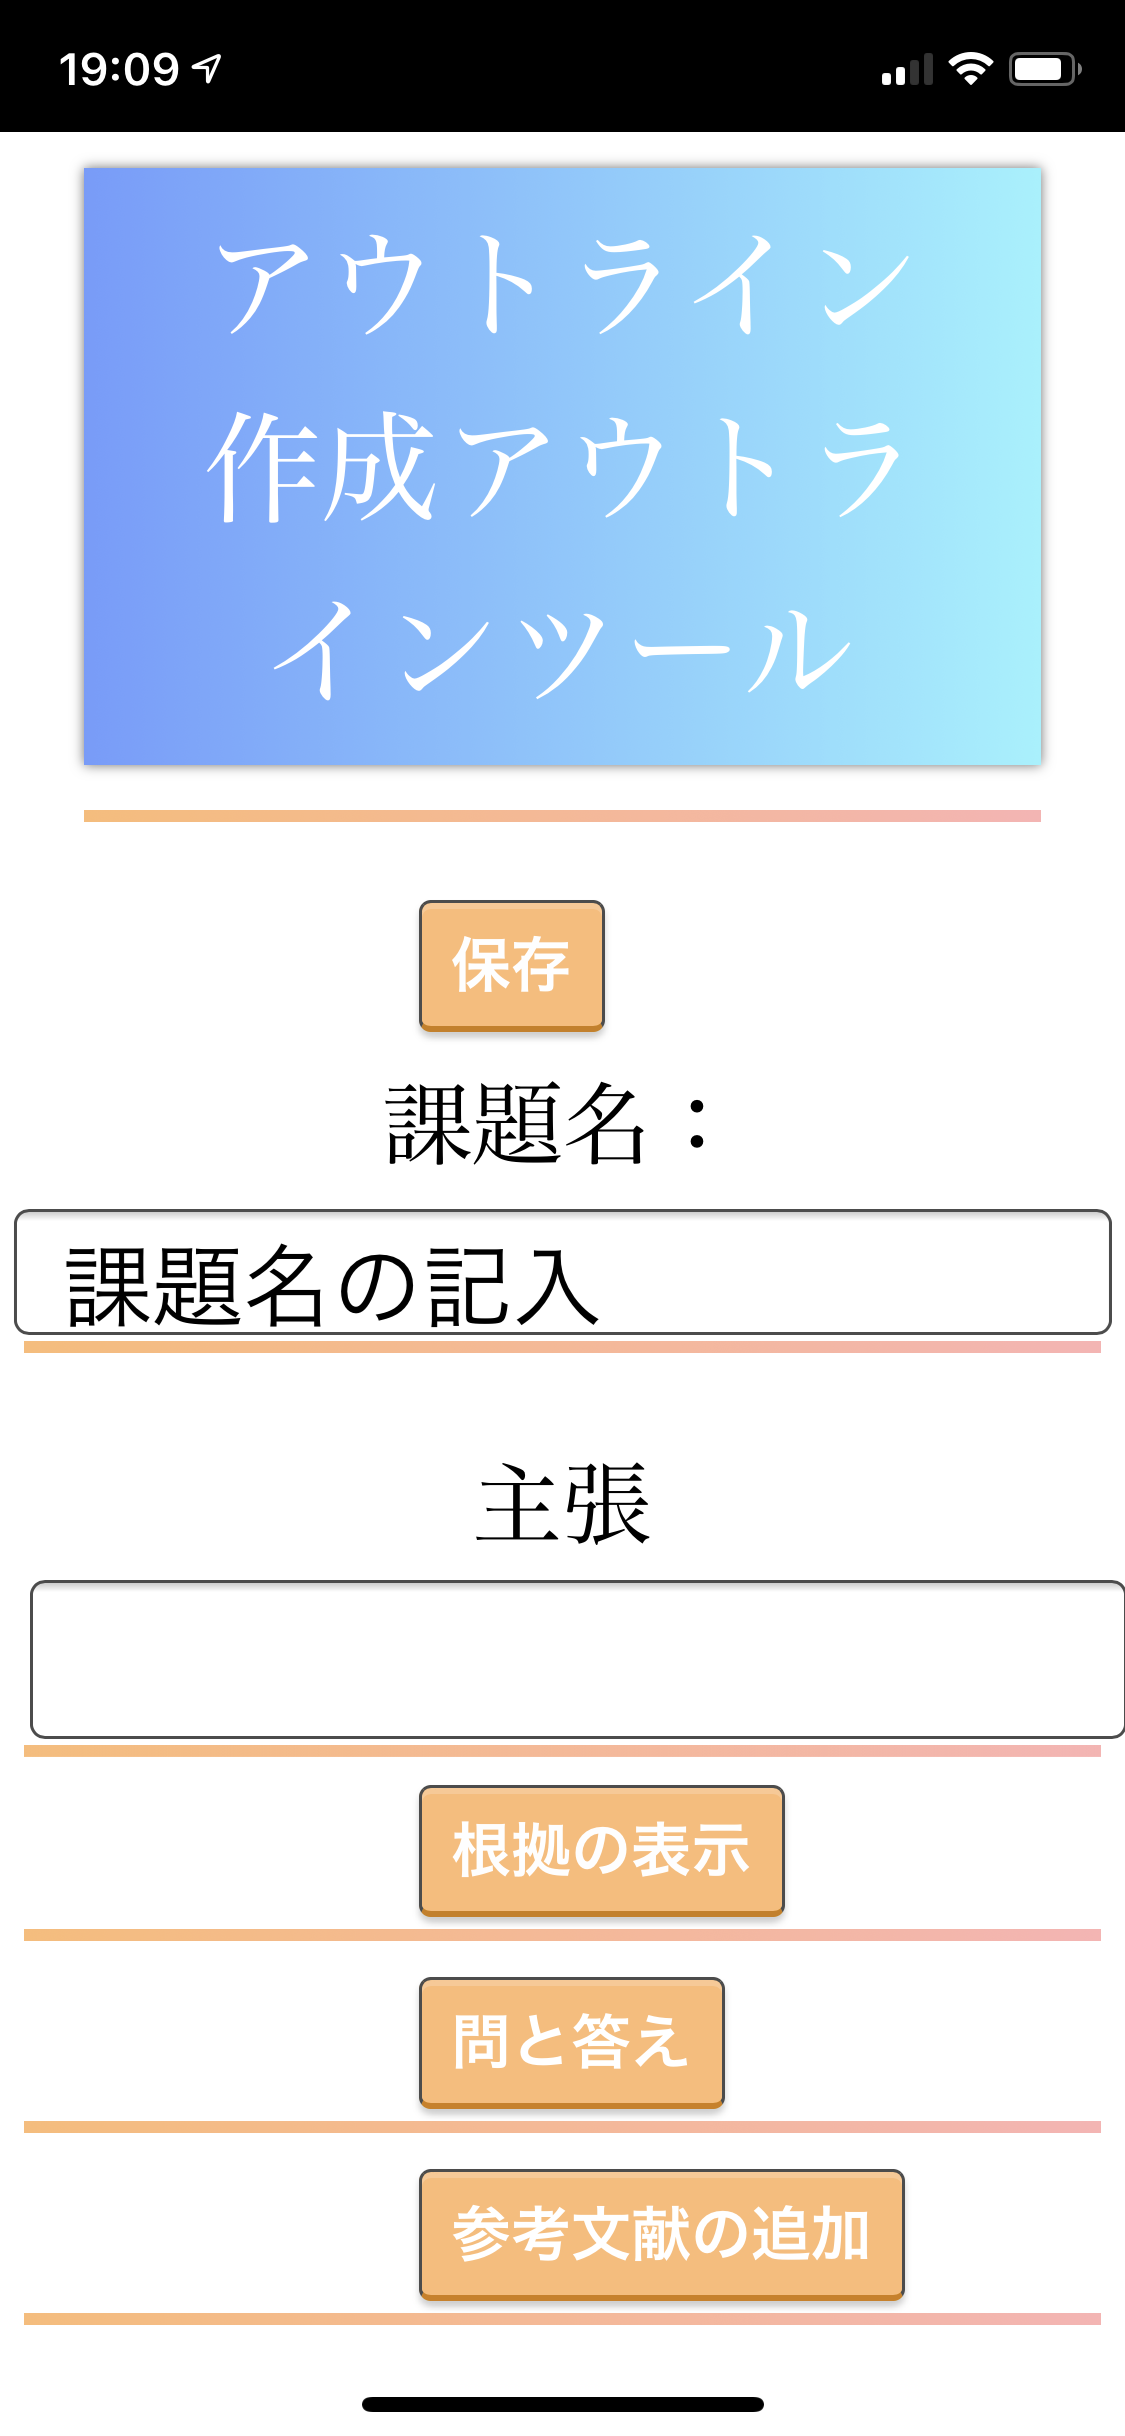 19:09
アウトライン
作成アウトラ
インツール
保存
課題名：
課題名の記入
主張
根拠の表示
問と答え
参考文献の追加